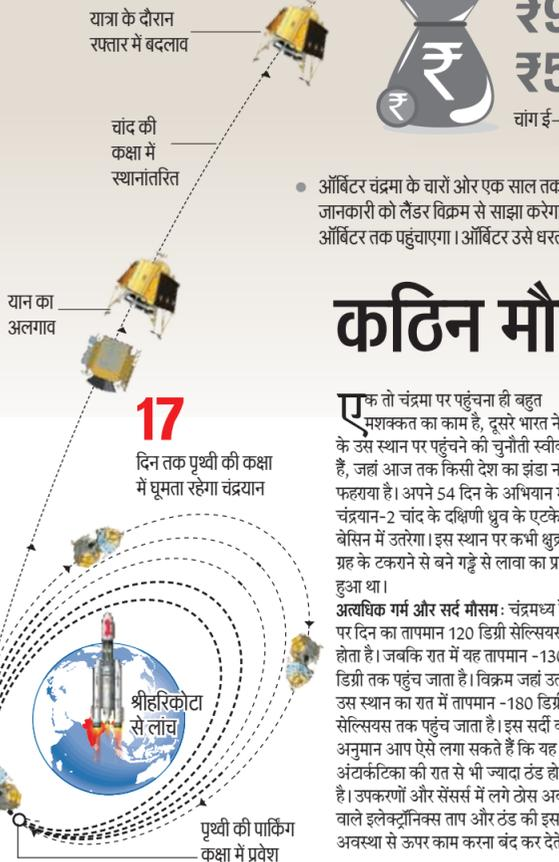 यात्रा के दौरान
रफ्तार में बदलाव
चांद की
कक्षा में
स्थानांतरित
यान का
अलगाव
17
दिन तक पृथ्वी की कक्षा
में घूमता रहेगा चंद्रयान
श्रीहरिकोटा
से लांच
पृथ्वी की पार्किंग
कक्षा में प्रवेश
₹
₹
₹9
₹5
चांग ई-
ऑर्बिटर चंद्रमा के चारों ओर एक साल तक
जानकारी को लैंडर विक्रम से साझा करेगा
ऑर्बिटर तक पहुंचाएगा। ऑर्बिटर उसे
कठिन
एक तो चंद्रमा पर पहुंचना ही बहुत
मशक्कत का काम है, दूसरे भारत ने
के उस स्थान पर पहुंचने की चुनौती
हैं, जहां आज तक किसी देश का झंडा
फहराया है। अपने 54 दिन के अभियान
चंद्रयान-2 चांद के दक्षिणी ध्रुव के
बेसिन में उतरेगा। इस स्थान पर कभी
ग्रह के टकराने से बने गड्ढे से लावा का
हुआ था।
अत्यधिक गर्म और सर्द मौसम: चंद्रमध्य
पर दिन का तापमान 120 डिग्री सेल्सियस
होता है। जबकि रात में यह तापमान
डिग्री तक पहुंच जाता है। विक्रम जहां
उस स्थान का रात में तापमान -180
सेल्सियस तक पहुंच जाता है। इस सर्दी
अनुमान आप ऐसे लगा सकते हैं कि यह
अंटार्कटिका की रात से भी ज्यादा ठंड
है। उपकरणों और सेंसर्स में लगे ठोस
वाले इलेक्ट्रॉनिक्स ताप और ठंड की इस
अवस्था से ऊपर काम करना बंद कर देते